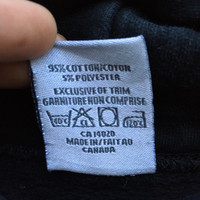 95% COTTON/COTON
5% POLYESTER
EXCLUSIVE OF TRIM
GARNITURE NON COMPRISE
CA 14020
MADE IN/FAIT AU
CANADA